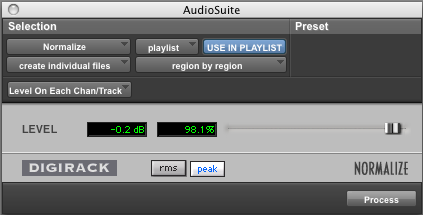 AudioSuite
Selection Preset
Normalize playlist USE IN PLAYLIST
create individual files region by region
Level On Each Chan/Track
LEVEL -0.2 dB 98.1%
DIGIRACK rms peak NORMALIZE
Process